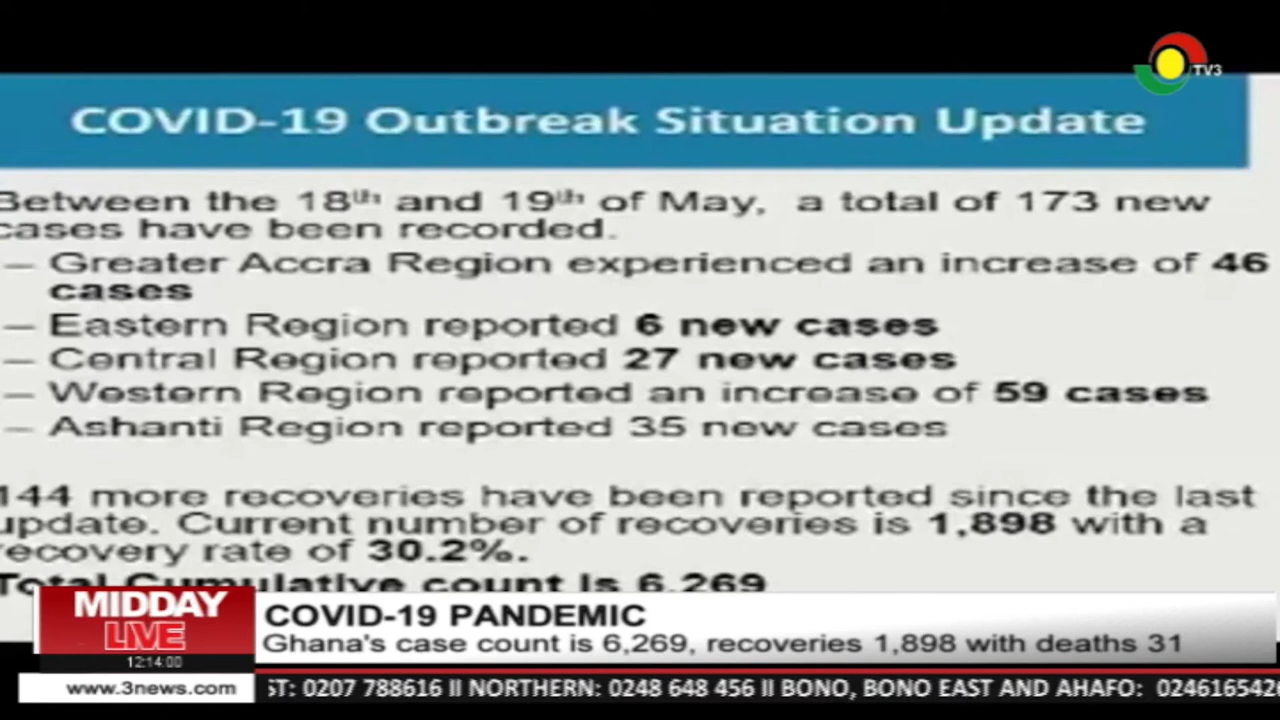 TV3
COVID-19 Outbreak Situation Update
Between the 18th and 19th of May, a total of 173 new
cases have been recorded.
– Greater Accra Region experienced an increase of 46
cases
– Eastern Region reported 6 new cases
– Central Region reported 27 new cases
– Western Region reported an increase of 59 cases
– Ashanti Region reported 35 new cases
144 more recoveries have been reported since the last
update. Current number of recoveries is 1,898 with a
recovery rate of 30.2%.
Total Cumulative count is 6,269
MIDDAY
LIVE
12:14:00
COVID-19 PANDEMIC
Ghana's case count is 6,269, recoveries 1,898 with deaths 31
www.3news.com
ST: 0207 788616 II NORTHERN: 0248 648 456 II BONO, BONO EAST AND AHAFO: 024616542